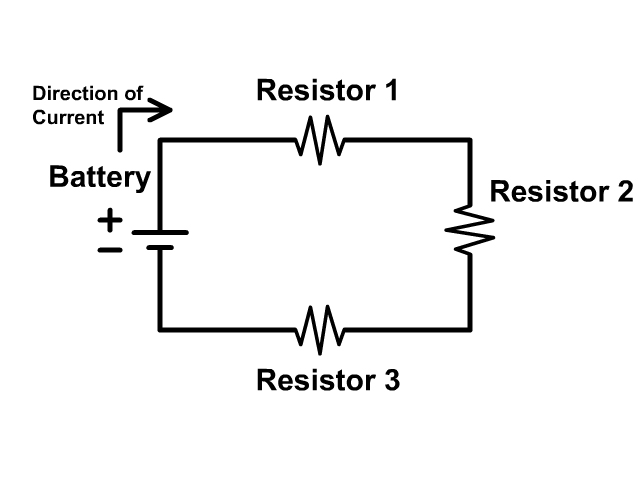 Resistor 1
Direction of
Current
Battery
Resistor 2
+
−
Resistor 3